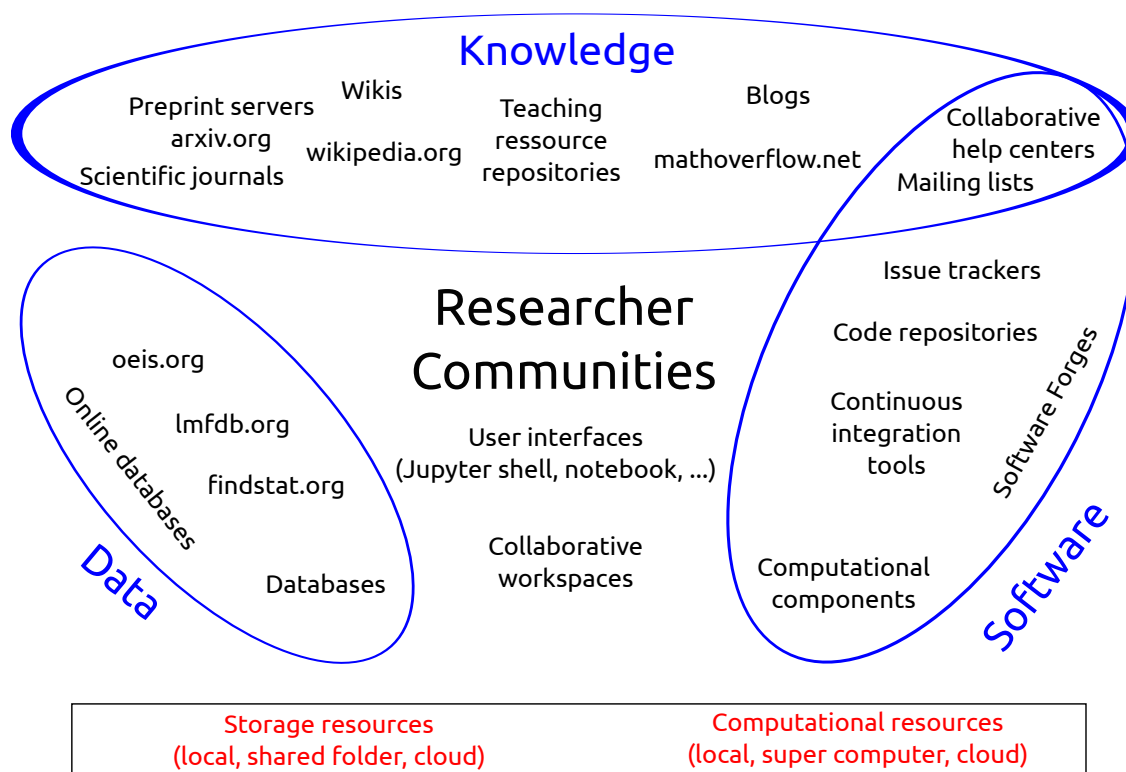 Knowledge
Preprint servers
arxiv.org
Scientific journals
Wikis
wikipedia.org
Teaching
ressource
repositories
Blogs
mathoverflow.net
Collaborative
help centers
Mailing lists
Researcher
Communities
User interfaces
(Jupyter shell, notebook, ...)
Collaborative
workspaces
oeis.org
lmfdb.org
findstat.org
Online databases
Databases
Data
Issue trackers
Code repositories
Continuous
integration
tools
Software Forges
Computational
components
Software
Storage resources
(local, shared folder, cloud)
Computational resources
(local, super computer, cloud)